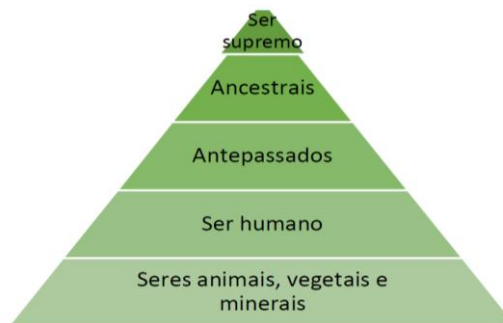 Ser
supremo
Ancestrais
Antepassados
Ser humano
Seres animais, vegetais e
minerais